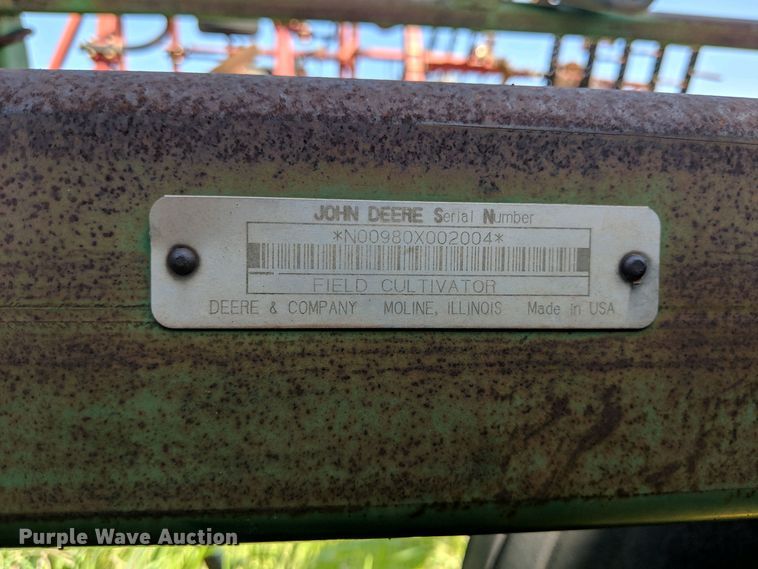 JOHN DEERE Serial Number
*N00980X002004*
FIELD CULTIVATOR
DEERE & COMPANY MOLINE, ILLINOIS Made in USA
Purple Wave Auction